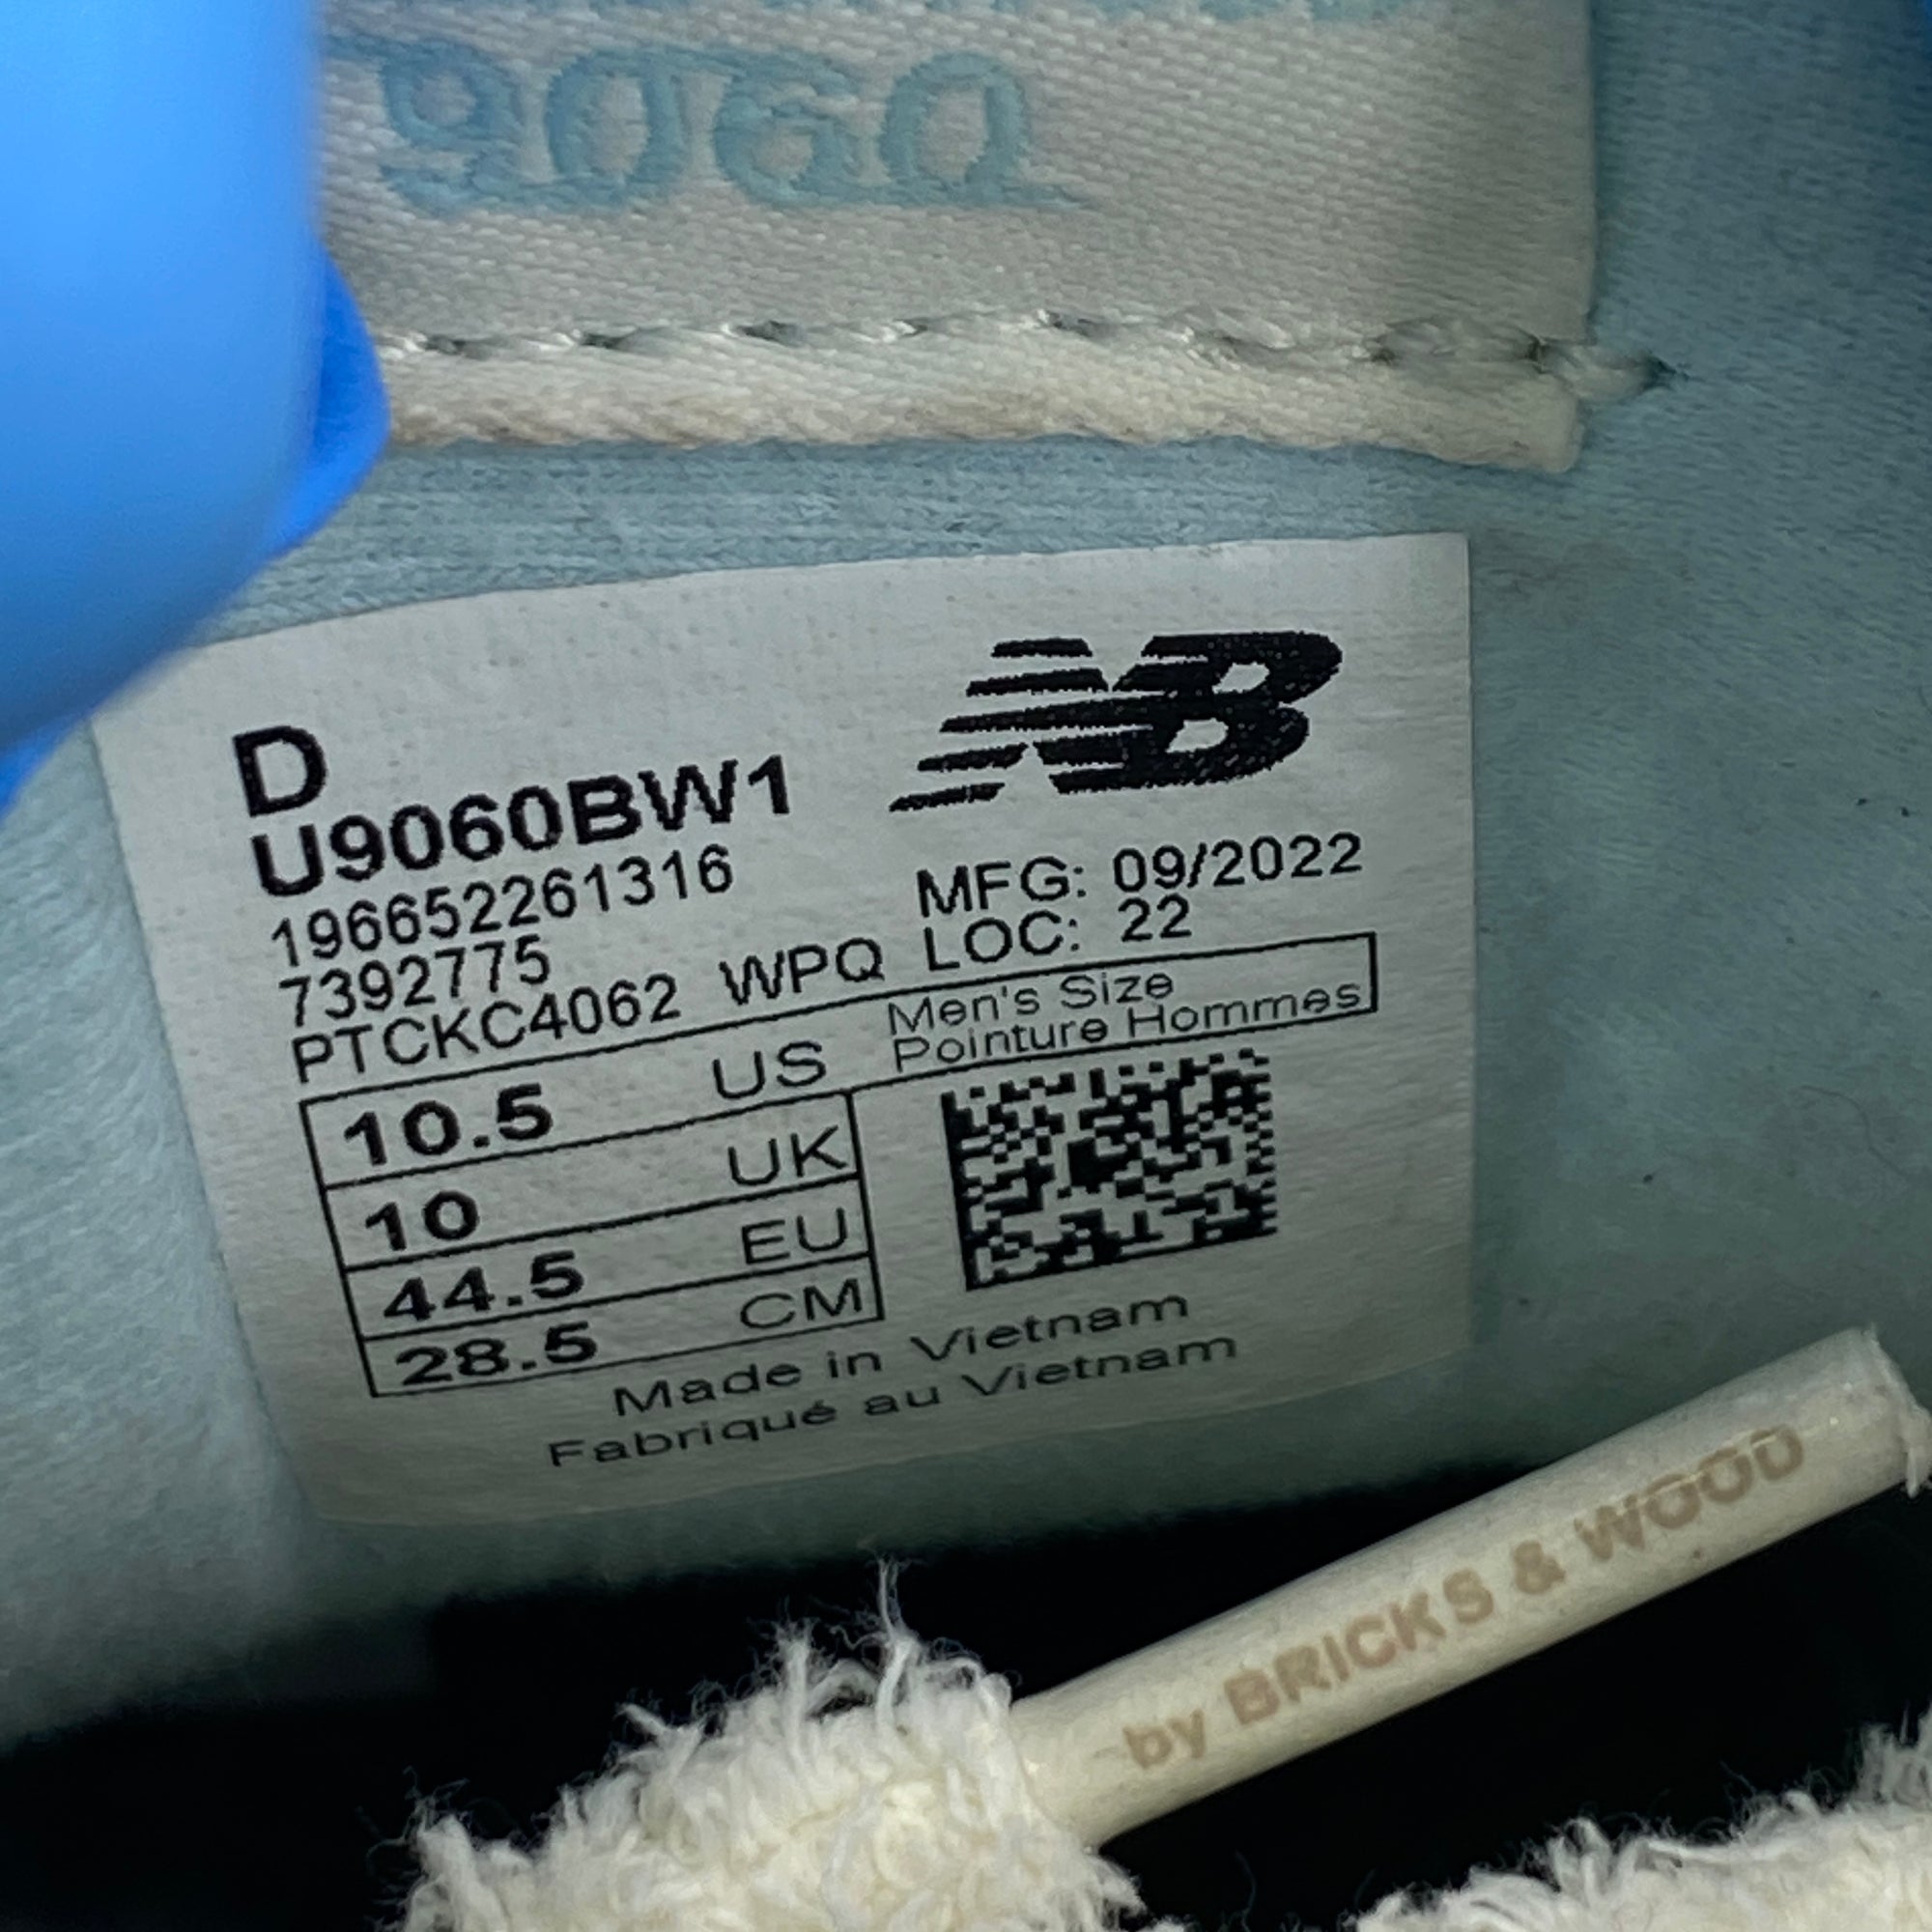 9060
NB
D
U9060BW1
196652261316
7392775
PTCKC4062 WPQ
MFG: 09/2022
LOC: 22
Men's Size
Pointure Hommes
10.5 US
10 UK
44.5 EU
28.5 CM
Made in Vietnam
Fabriqué au Vietnam
by BRICKS & WOOD